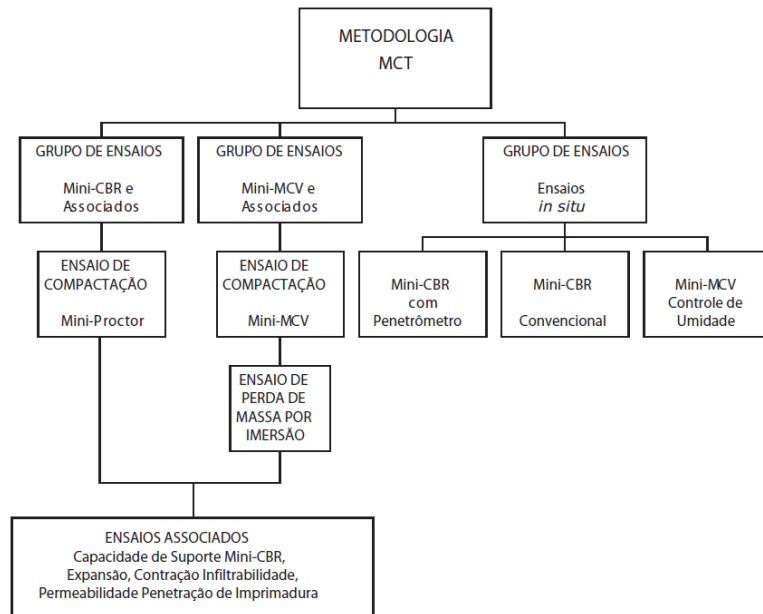 METODOLOGIA
MCT
GRUPO DE ENSAIOS
Mini-CBR e
Associados
GRUPO DE ENSAIOS
Mini-MCV e
Associados
GRUPO DE ENSAIOS
Ensaios
in situ
ENSAIO DE
COMPACTAÇÃO
Mini-Proctor
ENSAIO DE
COMPACTAÇÃO
Mini-MCV
Mini-CBR
com
Penetrômetro
Mini-CBR
Convencional
Mini-MCV
Controle de
Umidade
ENSAIO DE
PERDA DE
MASSA POR
IMERSÃO
ENSAIOS ASSOCIADOS
Capacidade de Suporte Mini-CBR,
Expansão, Contração Infiltrabilidade,
Permeabilidade Penetração de Imprimadura